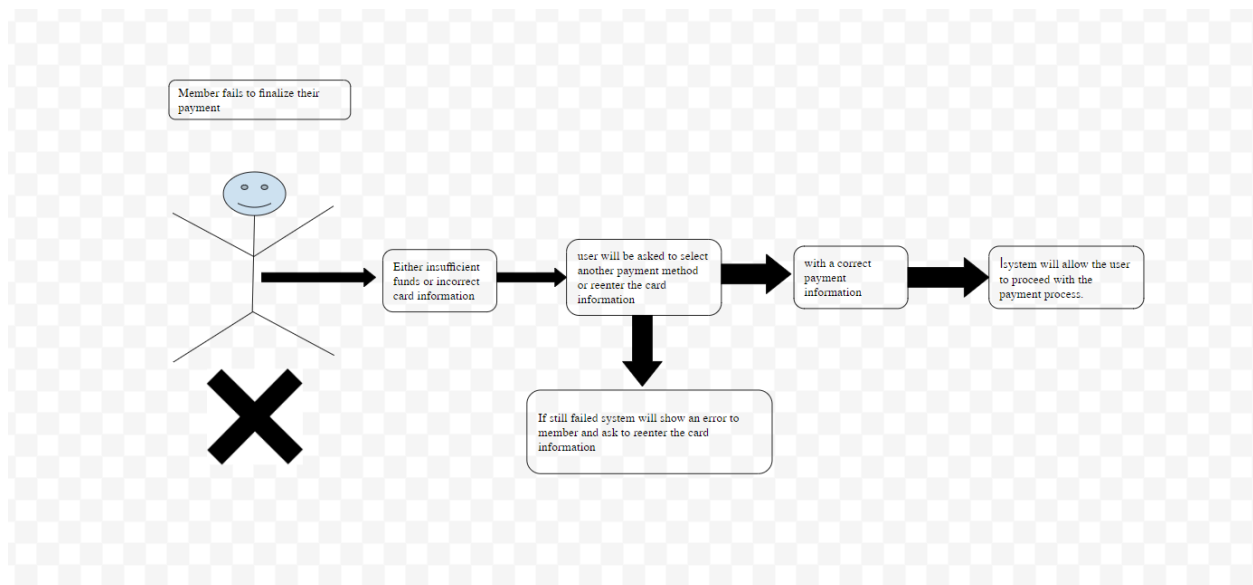 Member fails to finalize their
payment
Either insufficient
funds or incorrect
card information
user will be asked to select
another payment method
or reenter the card
information
with a correct
payment
information
system will allow the user
to proceed with the
payment process.
If still failed system will show an error to
member and ask to reenter the card
information